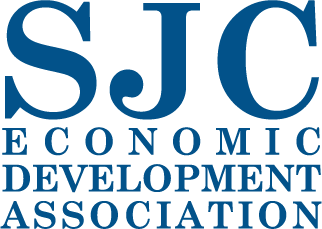 SJC
ECONOMIC
DEVELOPMENT
ASSOCIATION